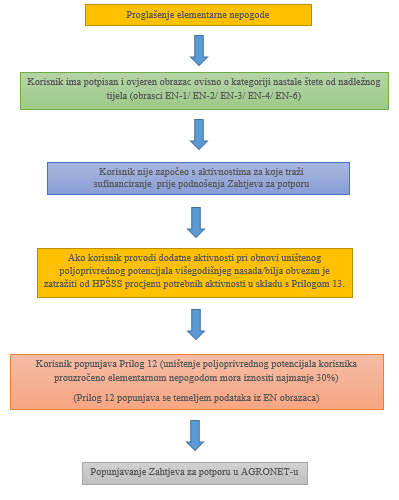 Proglašenje elementarne nepogode
Korisnik ima potpisan i ovjeren obrazac ovisno o kategoriji nastale štete od nadležnog
tijela (obrasci EN-1/ EN-2/ EN-3/ EN-4/ EN-6)
Korisnik nije započeo s aktivnostima za koje traži
sufinanciranje prije podnošenja Zahtjeva za potporu
Ako korisnik provodi dodatne aktivnosti pri obnovi uništenog
poljoprivrednog potencijala višegodišnjeg nasada/bilja obvezan je
zatražiti od HPŠSS procjenu potrebnih aktivnosti u skladu s Prilogom 13.
Korisnik popunjava Prilog 12 (uništenje poljoprivrednog potencijala korisnika
prouzročeno elementarnom nepogodom mora iznositi najmanje 30%)
(Prilog 12 popunjava se temeljem podataka iz EN obrazaca)
Popunjavanje Zahtjeva za potporu u AGRONET-u